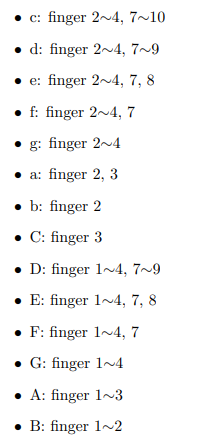 • c: finger 2∼4, 7∼10
• d: finger 2∼4, 7∼9
• e: finger 2∼4, 7, 8
• f: finger 2∼4, 7
• g: finger 2∼4
• a: finger 2, 3
• b: finger 2
• C: finger 3
• D: finger 1∼4, 7∼9
• E: finger 1∼4, 7, 8
• F: finger 1∼4, 7
• G: finger 1∼4
• A: finger 1∼3
• B: finger 1∼2